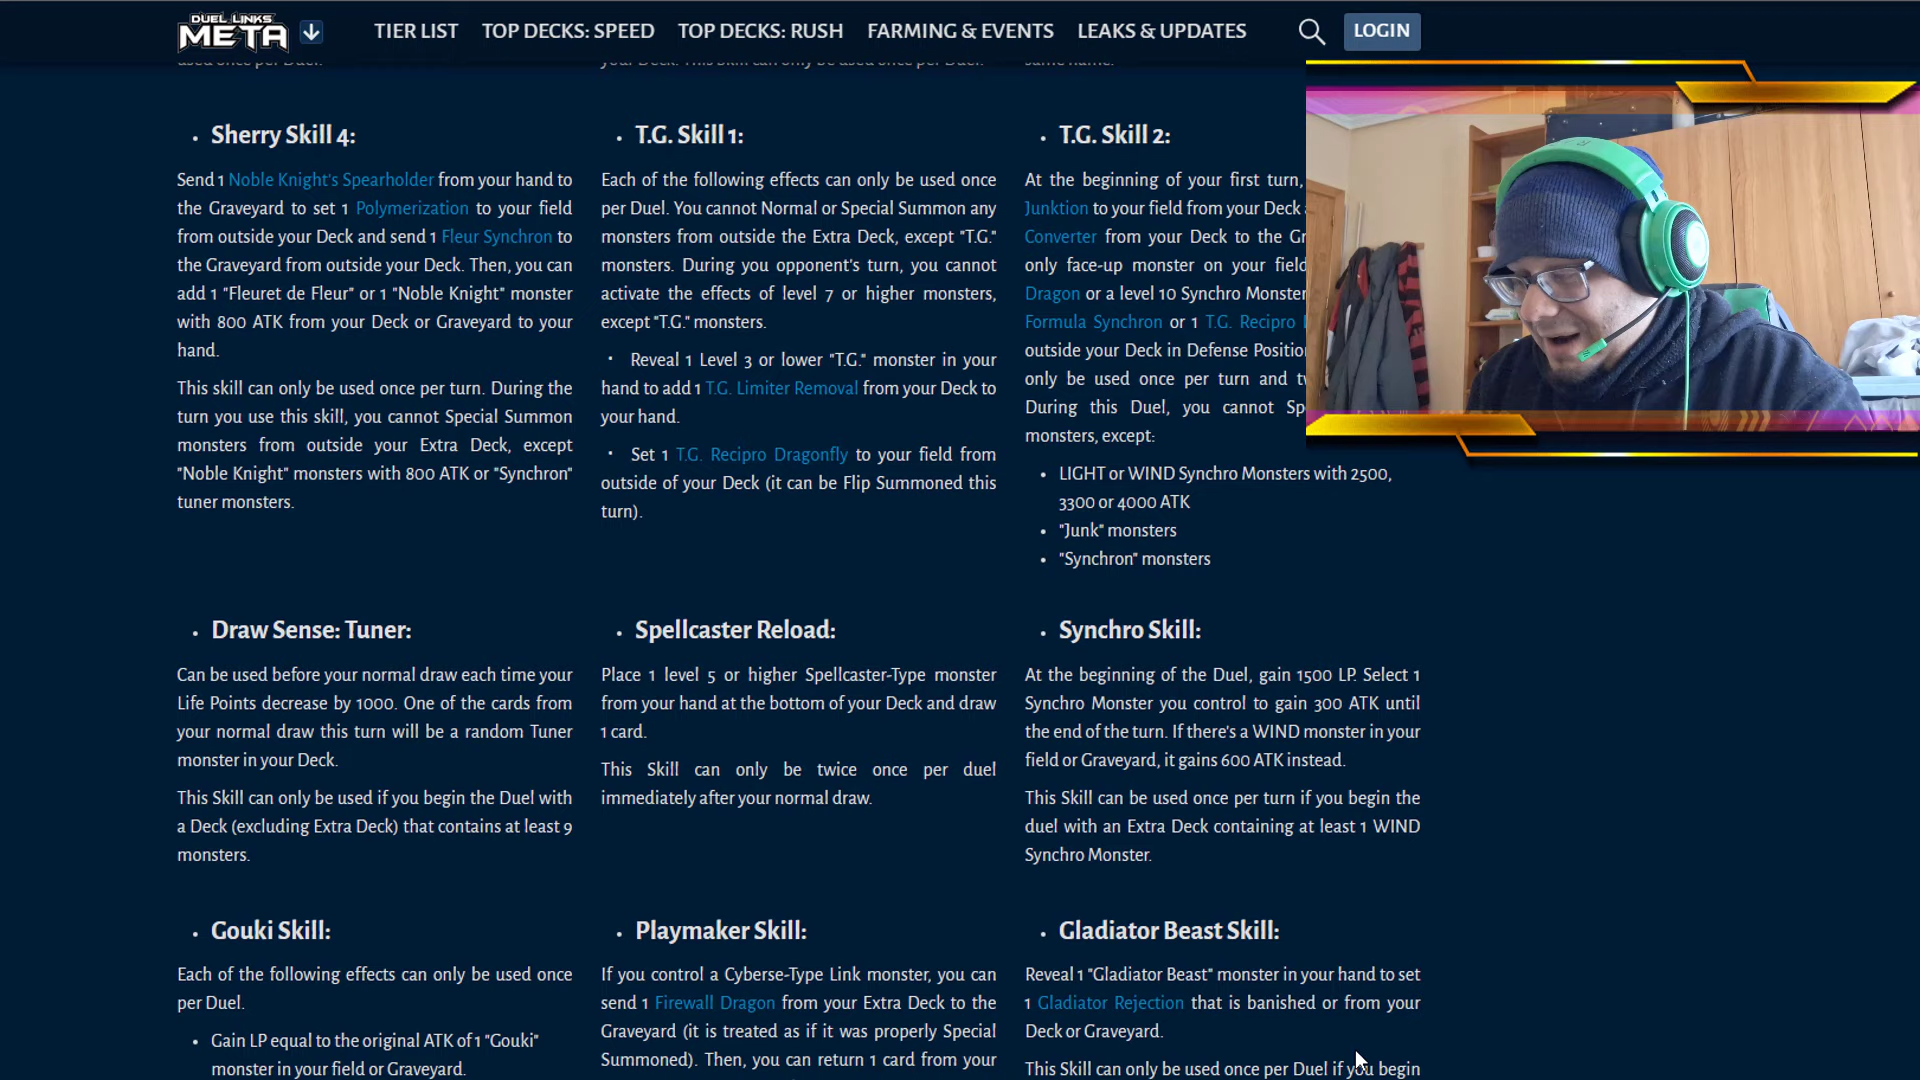 DUEL LINKS
META
TIER LIST
TOP DECKS: SPEED
TOP DECKS: RUSH
FARMING & EVENTS
LEAKS & UPDATES
LOGIN
used once per Duel.
your Deck. This Skill can only be used once per Duel.
same name.
• Sherry Skill 4:
Send 1 Noble Knight's Spearholder from your hand to
the Graveyard to set 1 Polymerization to your field
from outside your Deck and send 1 Fleur Synchron to
the Graveyard from outside your Deck. Then, you can
add 1 "Fleuret de Fleur" or 1 "Noble Knight" monster
with 800 ATK from your Deck or Graveyard to your
hand.
This skill can only be used once per turn. During the
turn you use this skill, you cannot Special Summon
monsters from outside your Extra Deck, except
"Noble Knight" monsters with 800 ATK or "Synchron"
tuner monsters.
• T.G. Skill 1:
Each of the following effects can only be used once
per Duel. You cannot Normal or Special Summon any
monsters from outside the Extra Deck, except "T.G."
monsters. During you opponent's turn, you cannot
activate the effects of level 7 or higher monsters,
except "T.G." monsters.
• Reveal 1 Level 3 or lower "T.G." monster in your
hand to add 1 T.G. Limiter Removal from your Deck to
your hand.
• Set 1 T.G. Recipro Dragonfly to your field from
outside of your Deck (it can be Flip Summoned this
turn).
• T.G. Skill 2:
At the beginning of your first turn,
Junktion to your field from your Deck
Converter from your Deck to the Gr
only face-up monster on your field
Dragon or a level 10 Synchro Monster
Formula Synchron or 1 T.G. Recipro
outside your Deck in Defense Position
only be used once per turn and tw
During this Duel, you cannot Sp
monsters, except:
• LIGHT or WIND Synchro Monsters with 2500,
3300 or 4000 ATK
• "Junk" monsters
• "Synchron" monsters
• Draw Sense: Tuner:
Can be used before your normal draw each time your
Life Points decrease by 1000. One of the cards from
your normal draw this turn will be a random Tuner
monster in your Deck.
This Skill can only be used if you begin the Duel with
a Deck (excluding Extra Deck) that contains at least 9
monsters.
• Spellcaster Reload:
Place 1 level 5 or higher Spellcaster-Type monster
from your hand at the bottom of your Deck and draw
1 card.
This Skill can only be twice once per duel
immediately after your normal draw.
• Synchro Skill:
At the beginning of the Duel, gain 1500 LP. Select 1
Synchro Monster you control to gain 300 ATK until
the end of the turn. If there's a WIND monster in your
field or Graveyard, it gains 600 ATK instead.
This Skill can be used once per turn if you begin the
duel with an Extra Deck containing at least 1 WIND
Synchro Monster.
• Gouki Skill:
Each of the following effects can only be used once
per Duel.
• Gain LP equal to the original ATK of 1 "Gouki"
monster in your field or Graveyard.
• Playmaker Skill:
If you control a Cyberse-Type Link monster, you can
send 1 Firewall Dragon from your Extra Deck to the
Graveyard (it is treated as if it was properly Special
Summoned). Then, you can return 1 card from your
• Gladiator Beast Skill:
Reveal 1 "Gladiator Beast" monster in your hand to set
1 Gladiator Rejection that is banished or from your
Deck or Graveyard.
This Skill can only be used once per Duel if you begin